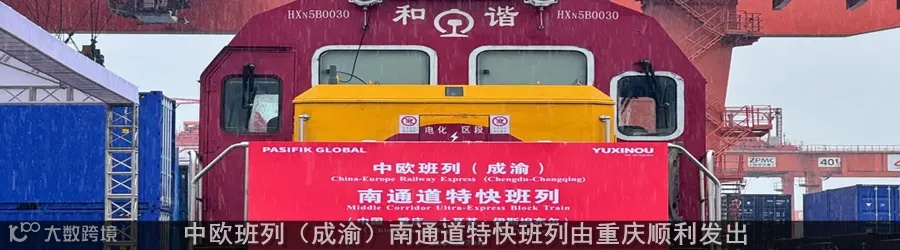 HXN5B0030
和 谐
HXN5B0030
电化 区段
PASIFIK GLOBAL
YUXINOU
中欧班列（成渝）
China-Europe Railway Express (Chengdu-Chongqing)
南通道特快班列
Middle Corridor Ultra-Express Block Train
ZPMC
40
大数跨境
中欧班列（成渝）南通道特快班列由重庆顺利发出